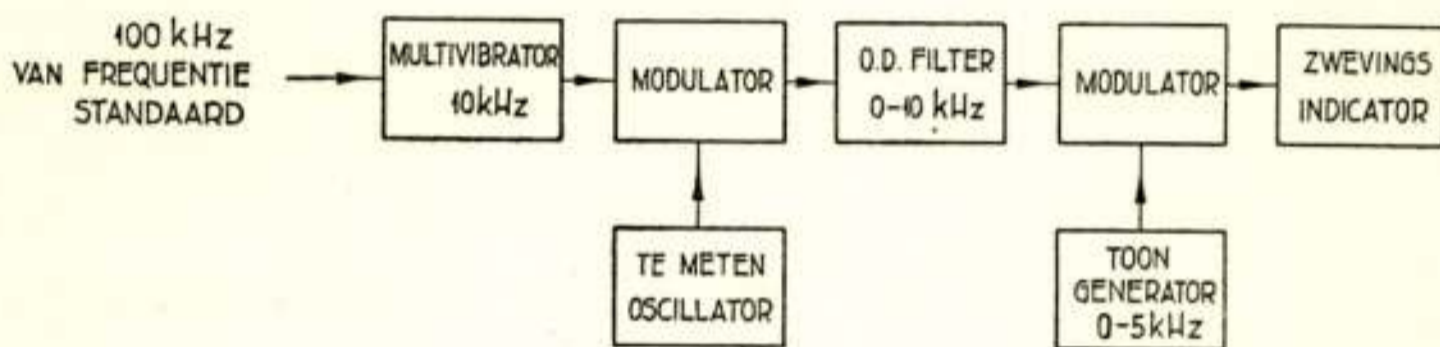 100 kHz
VAN FREQUENTIE
STANDAARD
MULTIVIBRATOR
10kHz
MODULATOR
O.D. FILTER
0-10 kHz
MODULATOR
ZWEVINGS
INDICATOR
TE METEN
OSCILLATOR
TOON
GENERATOR
0-5kHz